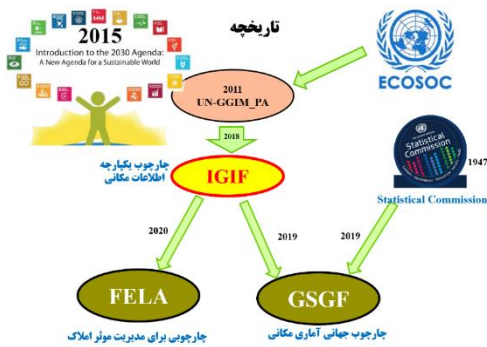 تاریخچه
2015
Introduction to the 2030 Agenda:
A New Agenda for a Sustainable World
ECOSOC
2011
UN-GGIM_PA
2018
چارچوب یکپارچه
اطلاعات مکانی
IGIF
Statistical
Commission
1947
Statistical Commission
2020
2019
2019
FELA
GSGF
چارچوبی برای مدیریت موثر املاک
چارچوب جهانی آماری مکانی